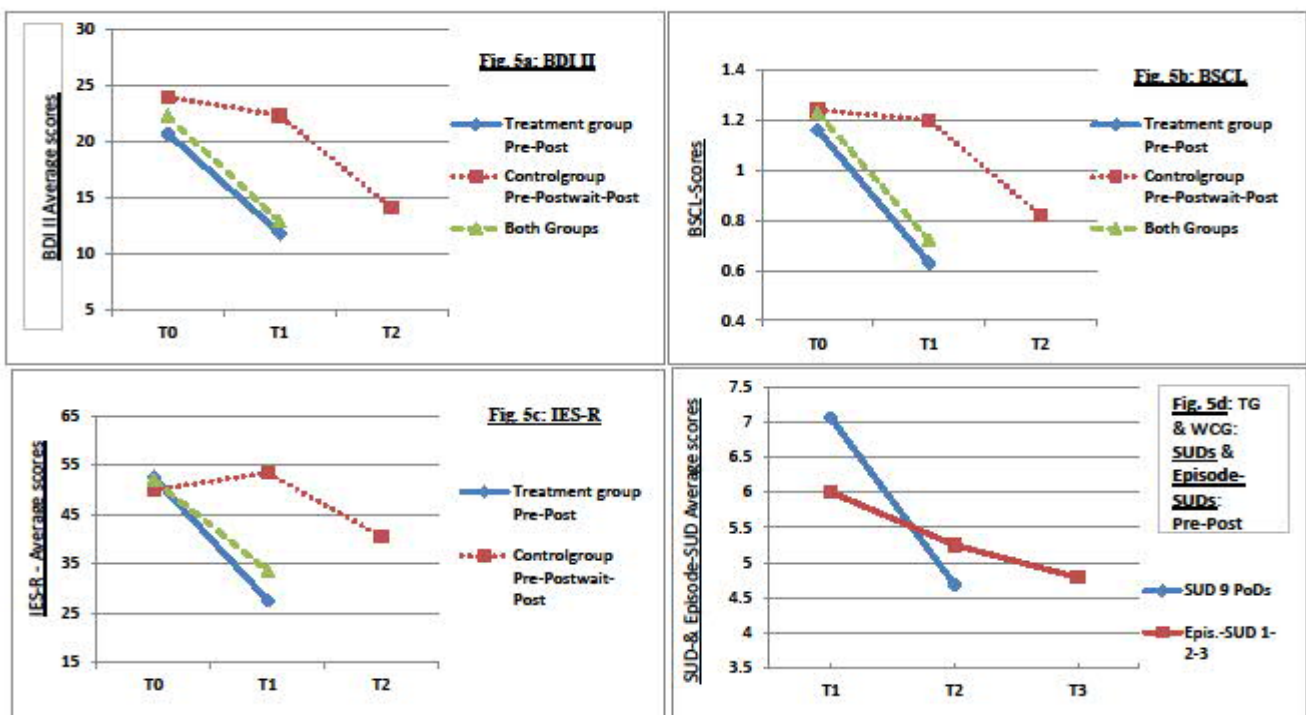 Fig. 5a: BDI II
BDI II Average scores
30
25
20
15
10
5
T0 T1 T2
Treatment group
Pre-Post
Controlgroup
Pre-Postwait-Post
Both Groups
Fig. 5b: BSCL
BSCL-Scores
1.4
1.2
1
0.8
0.6
0.4
T0 T1 T2
Treatment group
Pre-Post
Controlgroup
Pre-Postwait-Post
Both Groups
Fig. 5c: IES-R
IES-R - Average scores
65
55
45
35
25
15
T0 T1 T2
Treatment group
Pre-Post
Controlgroup
Pre-Postwait-
Post
Fig. 5d: TG
& WCG:
SUDs &
Episode-
SUDs:
Pre-Post
SUD-& Episode-SUD Average scores
7.5
7
6.5
6
5.5
5
4.5
4
3.5
T1 T2 T3
SUD 9 PoDs
Epis.-SUD 1-
2-3